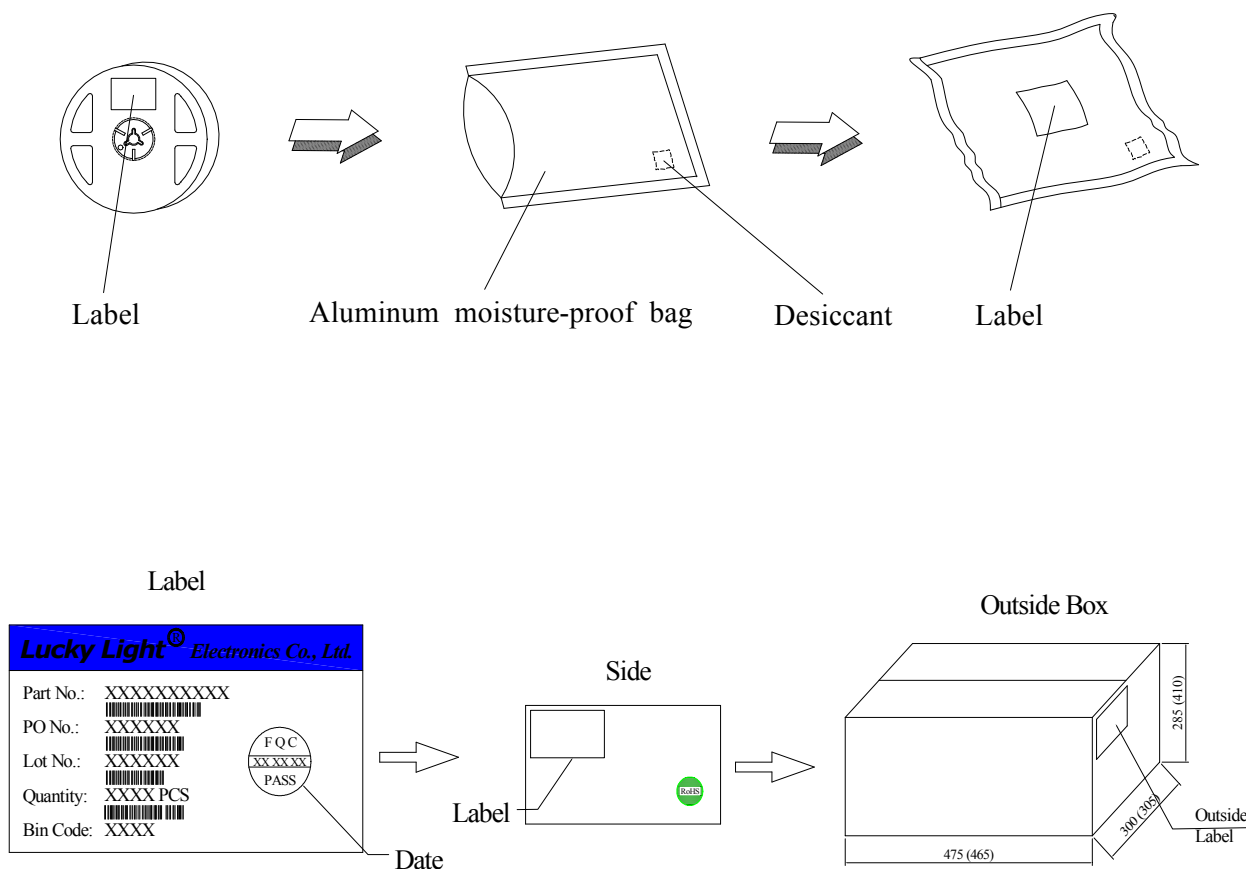 Label
Aluminum moisture-proof bag
Desiccant
Label
Label
Lucky Light® Electronics Co., Ltd.
Part No.: XXXXXXXXXX
PO No.: XXXXXX
Lot No.: XXXXXX
Quantity: XXXX PCS
Bin Code: XXXX
FQC
XX XX XX
PASS
Date
Side
Label
RoHS
Outside Box
285 (410)
300 (305)
475 (465)
Outside
Label